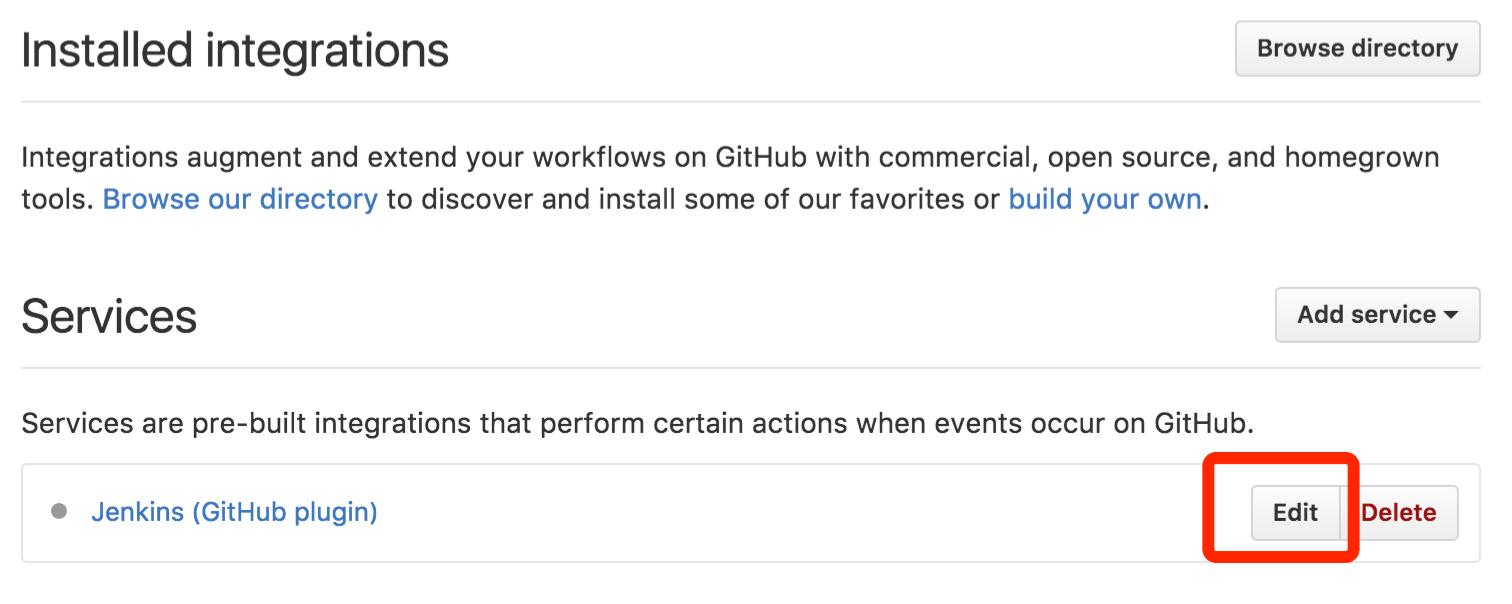 Installed integrations
Browse directory
Integrations augment and extend your workflows on GitHub with commercial, open source, and homegrown
tools. Browse our directory to discover and install some of our favorites or build your own.
Services
Add service
Services are pre-built integrations that perform certain actions when events occur on GitHub.
Jenkins (GitHub plugin)
Edit
Delete